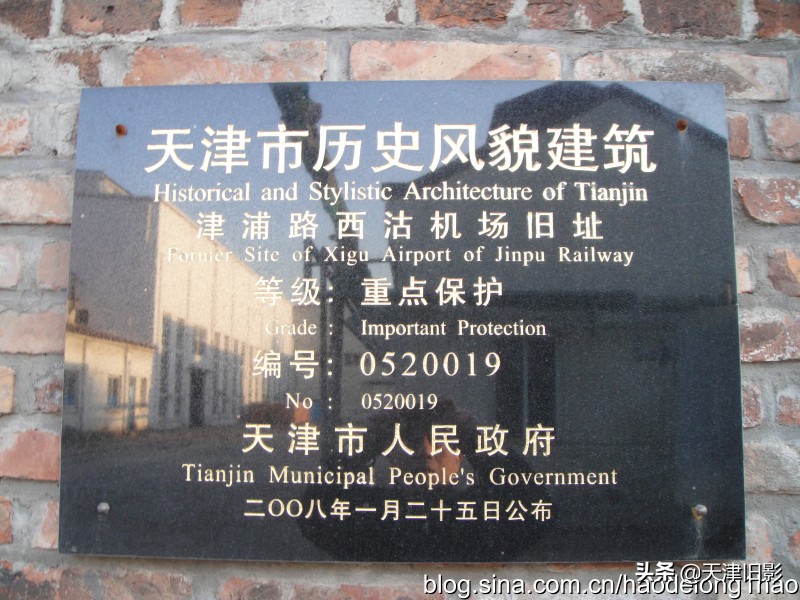 天津市历史风貌建筑
Historical and Stylistic Architecture of Tianjin
津浦路西沽机场旧址
Former Site of Xigu Airport of Jinpu Railway
等级：重点保护
Grade : Important Protection
编号：0520019
No : 0520019
天津市人民政府
Tianjin Municipal People's Government
二OO八年一月二十五日公布
头条 @天津旧影
blog.sina.com.cn/haodefongThao